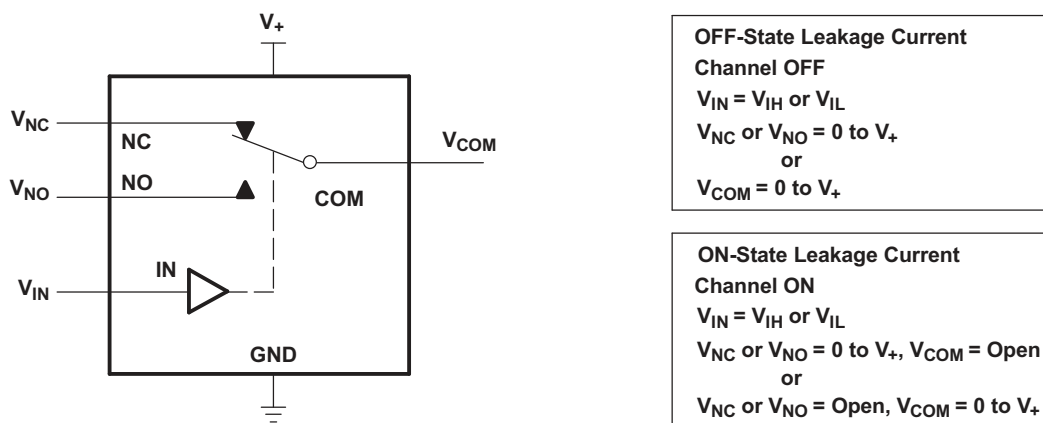 V+
VNC
NC
VCOM
VNO
NO
COM
IN
VIN
GND
OFF-State Leakage Current
Channel OFF
VIN = VIH or VIL
VNC or VNO = 0 to V+
or
VCOM = 0 to V+
ON-State Leakage Current
Channel ON
VIN = VIH or VIL
VNC or VNO = 0 to V+, VCOM = Open
or
VNC or VNO = Open, VCOM = 0 to V+